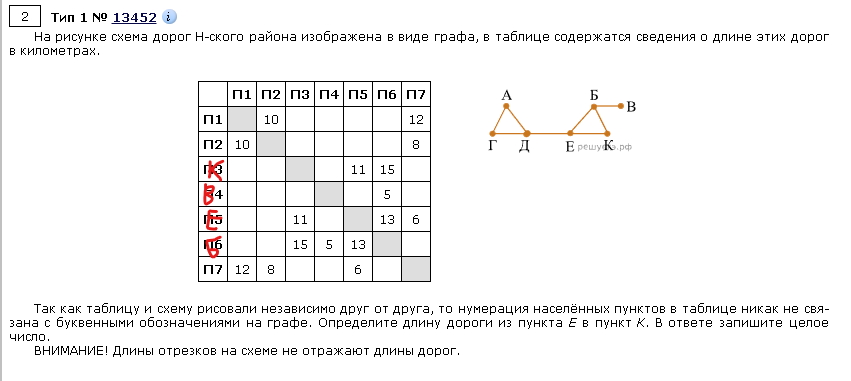 2 Тип 1 № 13452 i
На рисунке схема дорог Н-ского района изображена в виде графа, в таблице содержатся сведения о длине этих дорог
в километрах.
П1 П2 П3 П4 П5 П6 П7
П1 10 12
П2 10 8
П3 К 11 15
П4 В 5
П5 Е 11 13 6
П6 Б 15 5 13
П7 12 8 6
А Б В
Г Д Е К
решуегэ.рф
Так как таблицу и схему рисовали независимо друг от друга, то нумерация населённых пунктов в таблице никак не свя-
зана с буквенными обозначениями на графе. Определите длину дороги из пункта Е в пункт К. В ответе запишите целое
число.
ВНИМАНИЕ! Длины отрезков на схеме не отражают длины дорог.